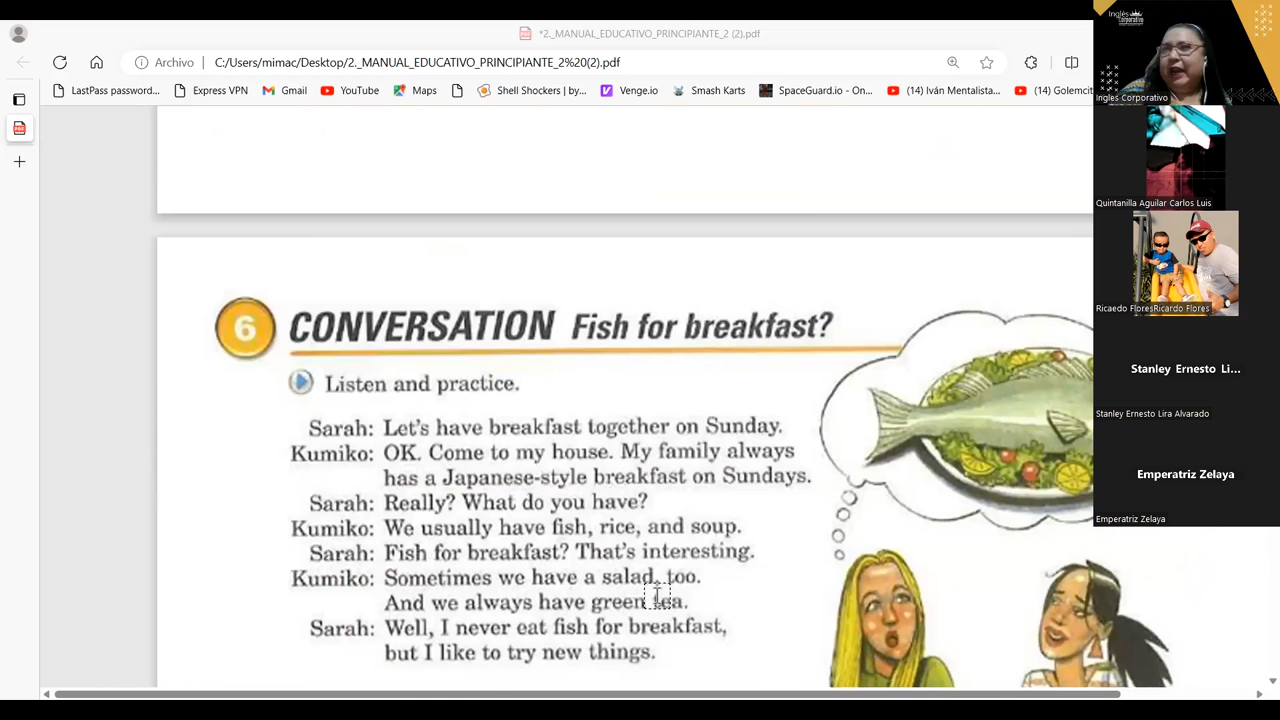 *2._MANUAL_EDUCATIVO_PRINCIPIANTE_2 (2).pdf
Archivo C:/Users/mimac/Desktop/2._MANUAL_EDUCATIVO_PRINCIPIANTE_2%20(2).pdf
LastPass password... Express VPN Gmail YouTube Maps Shell Shockers | by... Venge.io Smash Karts SpaceGuard.io - On... (14) Iván Mentalista... (14) Golemcit
6 CONVERSATION Fish for breakfast?
Listen and practice.
Sarah: Let's have breakfast together on Sunday.
Kumiko: OK. Come to my house. My family always
has a Japanese-style breakfast on Sundays.
Sarah: Really? What do you have?
Kumiko: We usually have fish, rice, and soup.
Sarah: Fish for breakfast? That's interesting.
Kumiko: Sometimes we have a salad, too.
And we always have green tea.
Sarah: Well, I never eat fish for breakfast,
but I like to try new things.
Inglés
Corporativo
Ingles Corporativo
Quintanilla Aguilar Carlos Luis
Ricaedo FloresRicardo Flores
Stanley Ernesto Li...
Stanley Ernesto Lira Alvarado
Emperatriz Zelaya
Emperatriz Zelaya